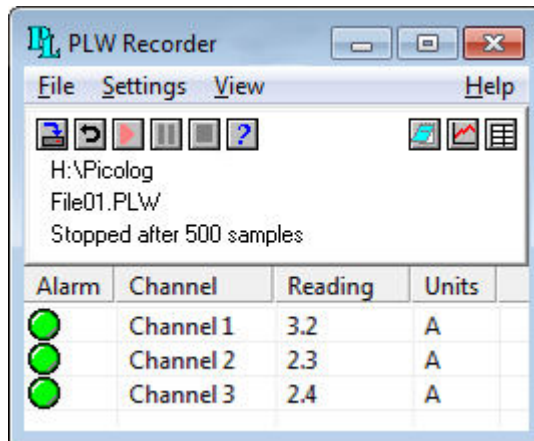 PLW Recorder
File Settings View Help
?
H:\Picolog
File01.PLW
Stopped after 500 samples
Alarm Channel Reading Units
Channel 1 3.2 A
Channel 2 2.3 A
Channel 3 2.4 A